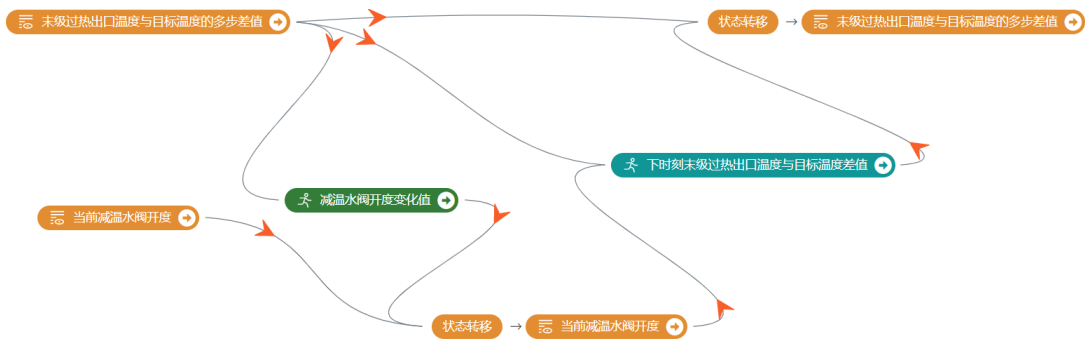 末级过热出口温度与目标温度的多步差值
状态转移
末级过热出口温度与目标温度的多步差值
下时刻末级过热出口温度与目标温度差值
减温水阀开度变化值
当前减温水阀开度
状态转移
当前减温水阀开度